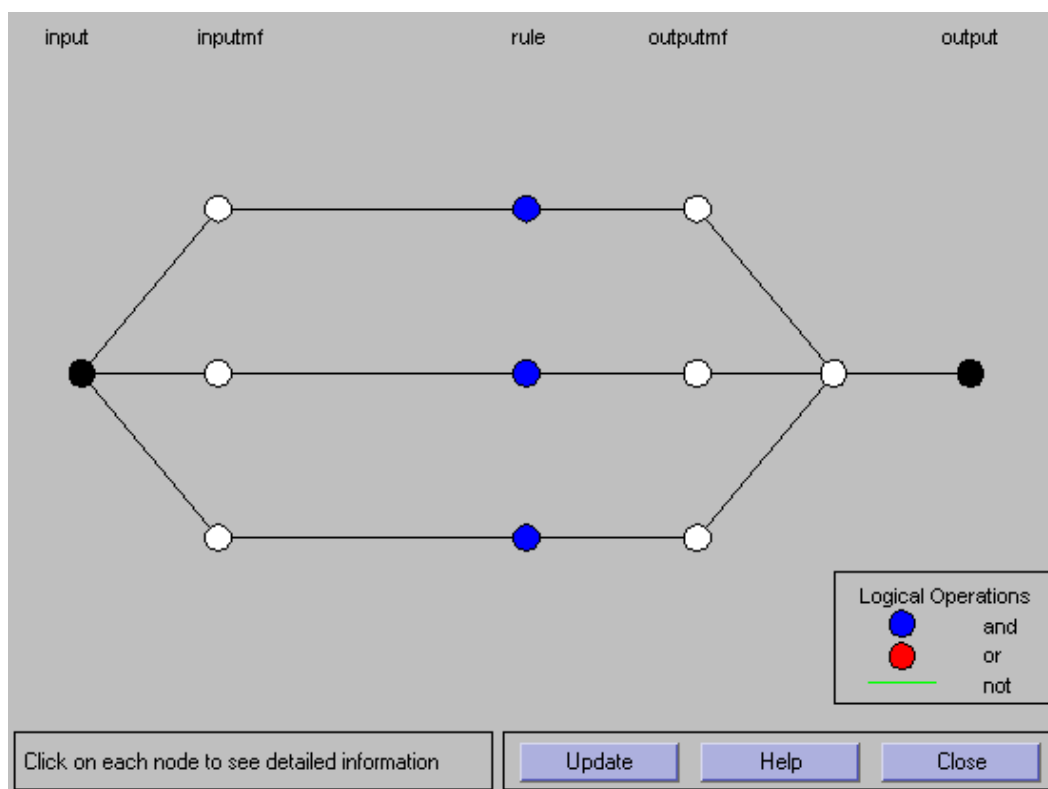 input inputmf rule outputmf output
Logical Operations
and
or
not
Click on each node to see detailed information
Update Help Close